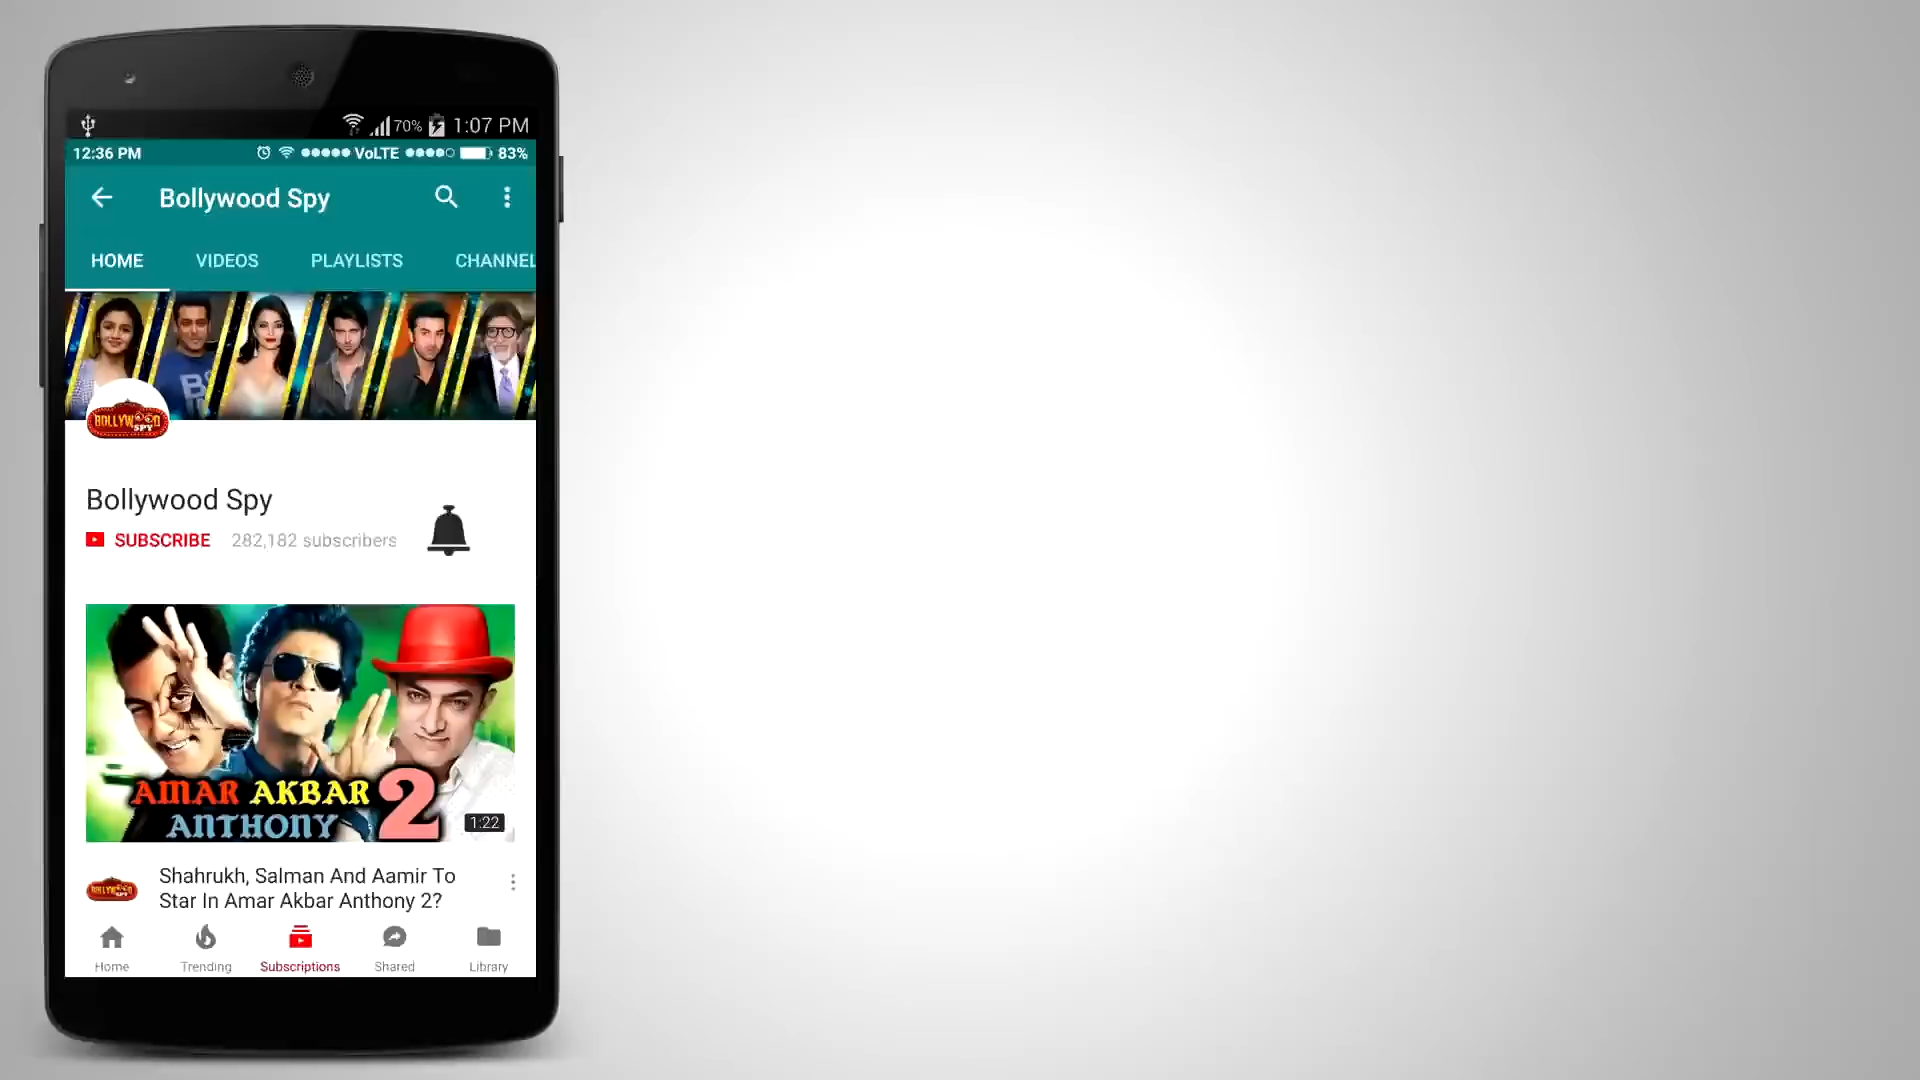 70% 1:07 PM
12:36 PM VoLTE 83%
Bollywood Spy
HOME VIDEOS PLAYLISTS CHANNEL
BOLLYWOOD
SPY
Bollywood Spy
SUBSCRIBE 282,182 subscribers
AMAR AKBAR 2
ANTHONY
1:22
Shahrukh, Salman And Aamir To
Star In Amar Akbar Anthony 2?
Home Trending Subscriptions Shared Library